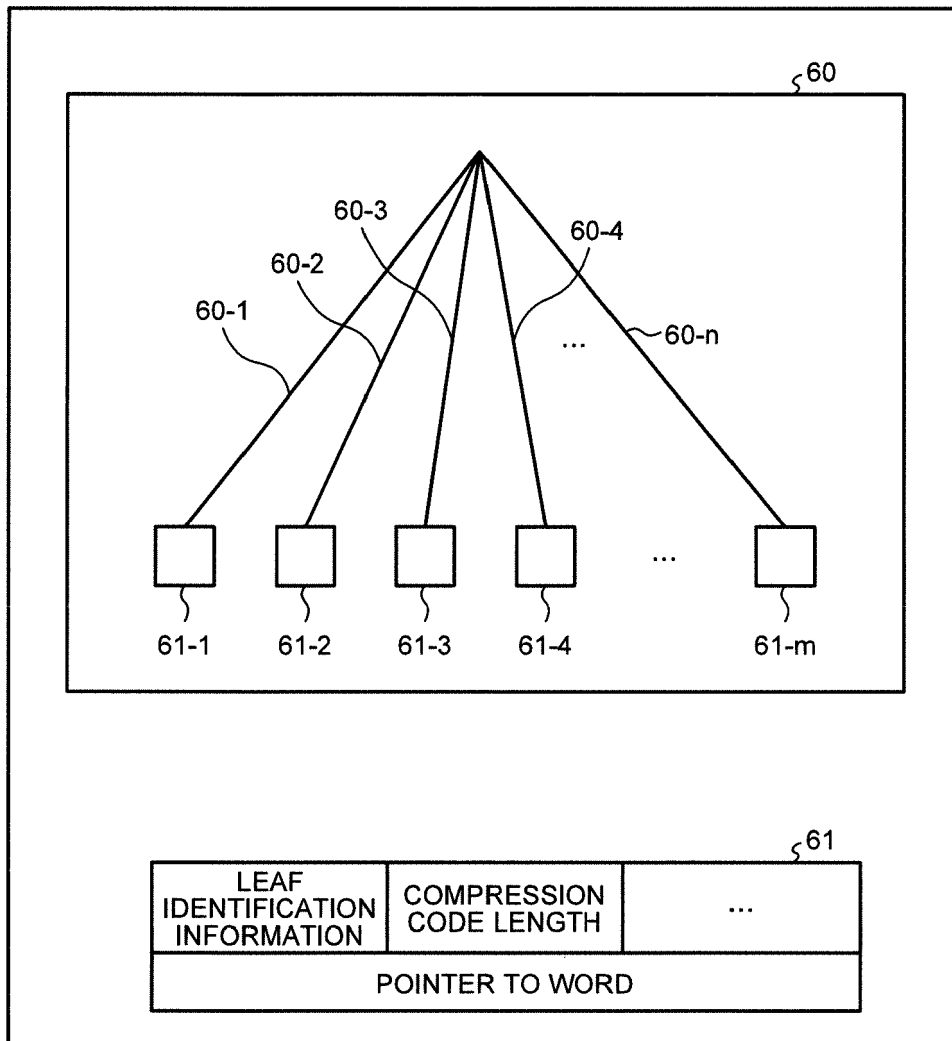 60
60-3
60-4
60-2
60-1
...
60-n
...
61-1
61-2
61-3
61-4
61-m
61
LEAF
IDENTIFICATION
INFORMATION
COMPRESSION
CODE LENGTH
...
POINTER TO WORD